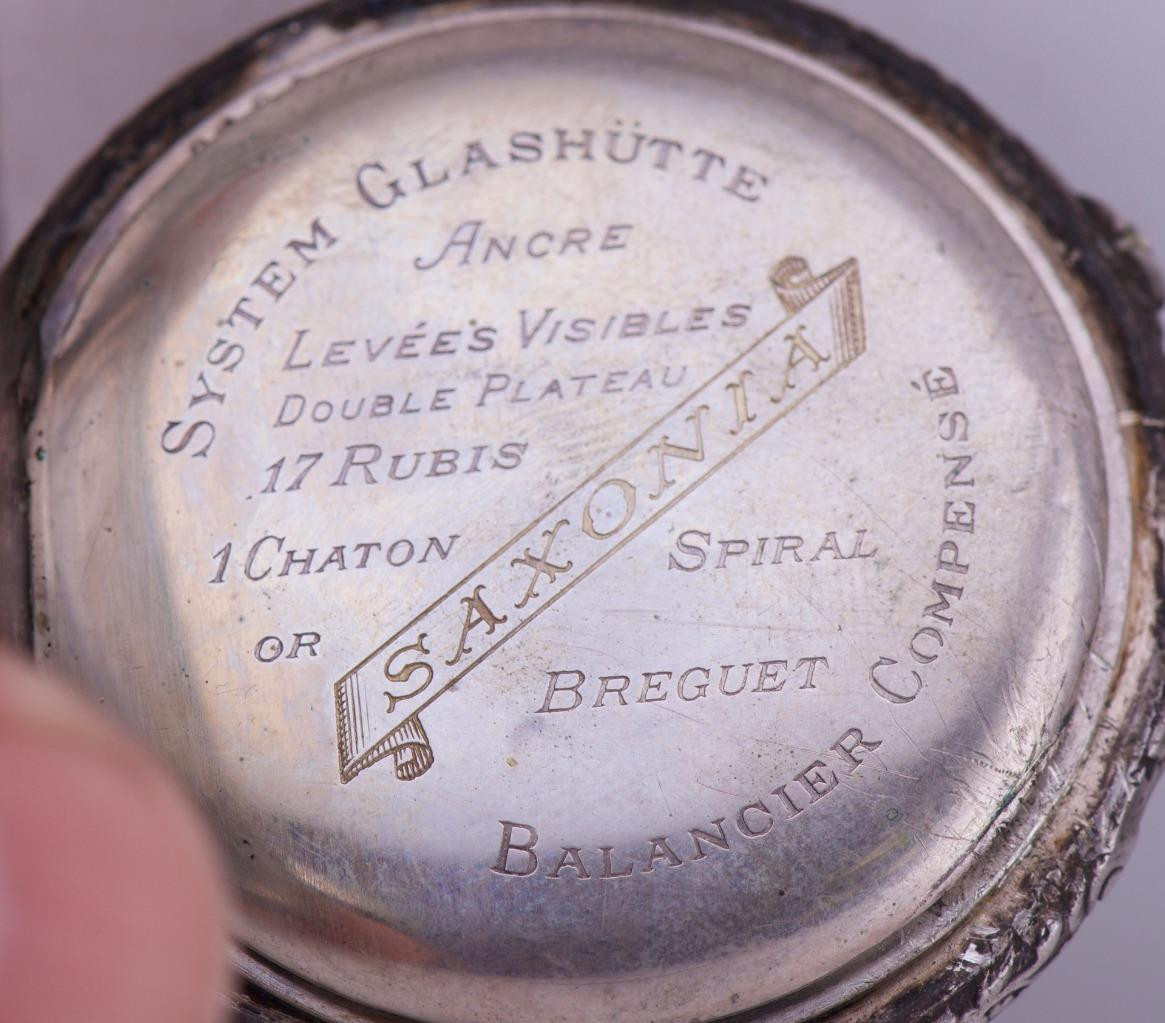 SYSTEM GLASHÜTTE
ANCRE
LEVÉES VISIBLES
DOUBLE PLATEAU
17 RUBIS
1 CHATON
OR
SAXONIA
SPIRAL
BREGUET
BALANCIER COMPENSÉ